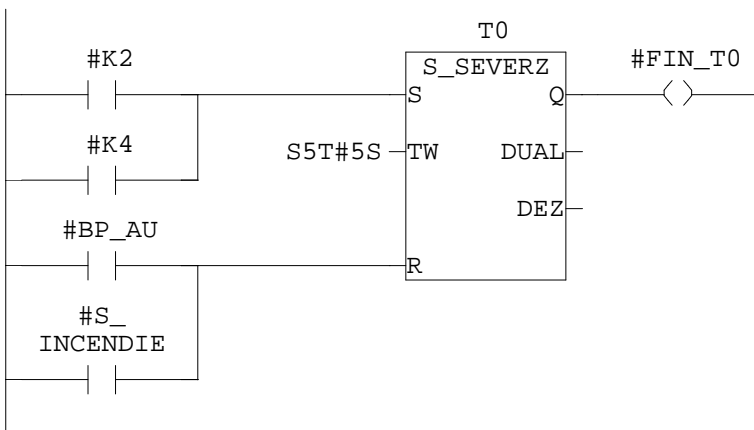 T0
#K2
S_SEVERZ
#FIN_T0
S
Q
#K4
S5T#5S
TW
DUAL
DEZ
#BP_AU
R
#S_
INCENDIE